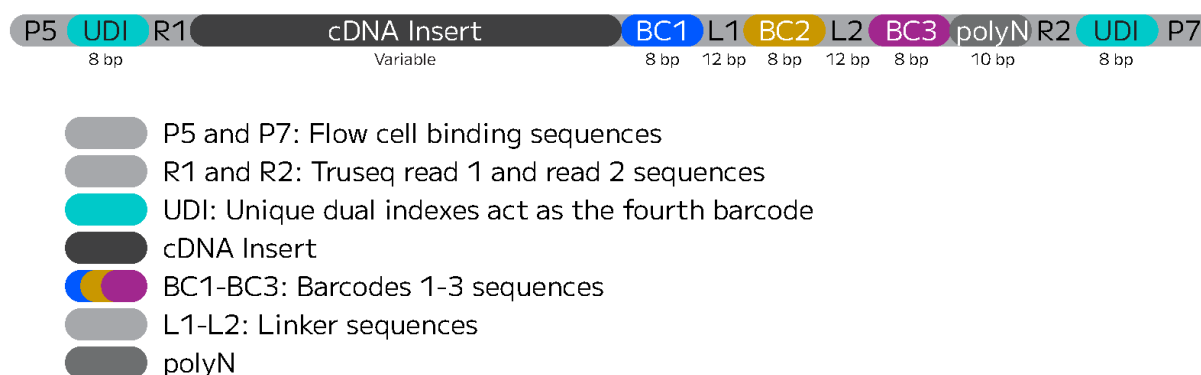 P5 UDI R1 cDNA Insert BC1 L1 BC2 L2 BC3 polyN R2 UDI P7
8 bp Variable 8 bp 12 bp 8 bp 12 bp 8 bp 10 bp 8 bp
P5 and P7: Flow cell binding sequences
R1 and R2: Truseq read 1 and read 2 sequences
UDI: Unique dual indexes act as the fourth barcode
cDNA Insert
BC1-BC3: Barcodes 1-3 sequences
L1-L2: Linker sequences
polyN